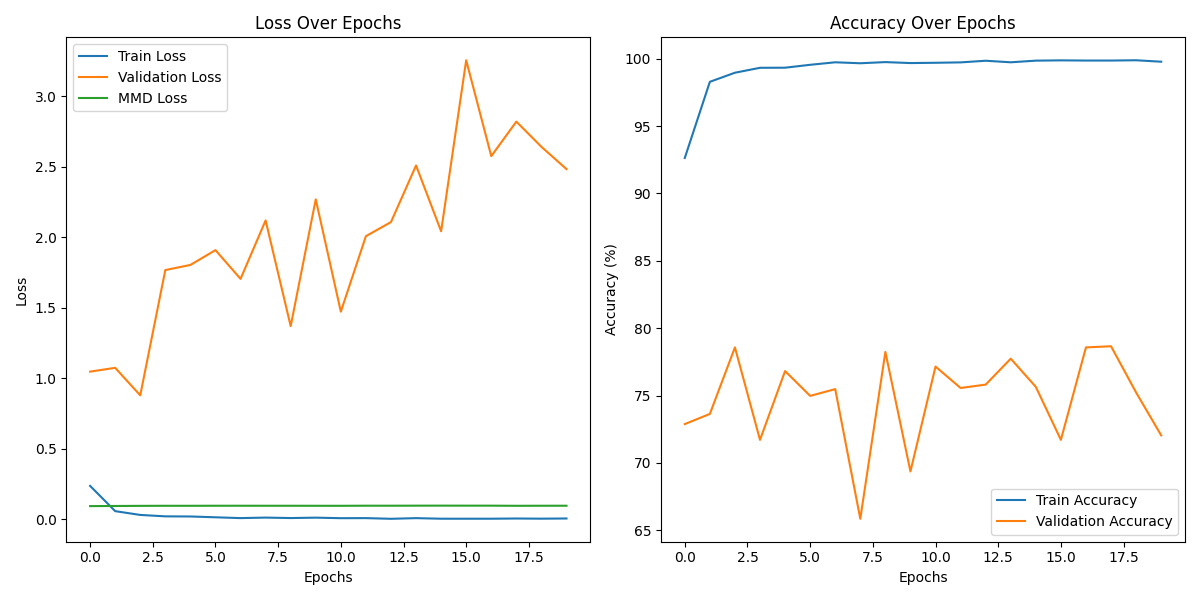 Loss Over Epochs
Train Loss
Validation Loss
MMD Loss
Loss
3.0
2.5
2.0
1.5
1.0
0.5
0.0
0.0 2.5 5.0 7.5 10.0 12.5 15.0 17.5
Epochs
Accuracy Over Epochs
Accuracy (%)
100
95
90
85
80
75
70
65
Train Accuracy
Validation Accuracy
0.0 2.5 5.0 7.5 10.0 12.5 15.0 17.5
Epochs